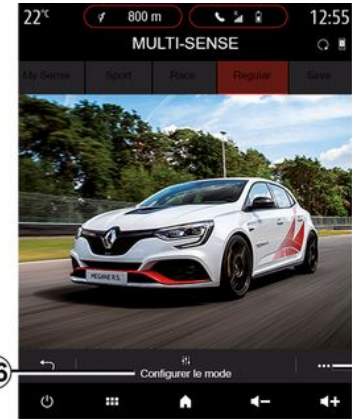 22°c 800 m 12:55
MULTI-SENSE
My Sense Sport Race Regular Save
MEGANE R.S.
Configurer le mode
6